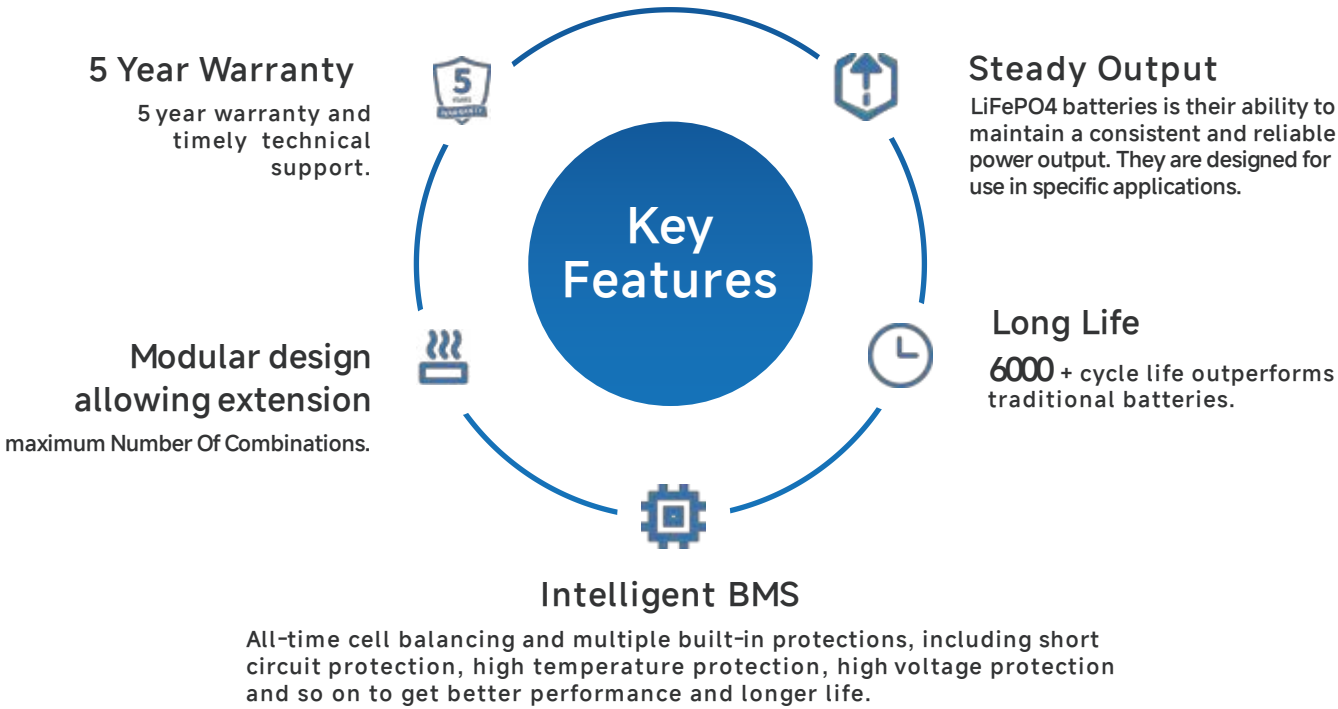 5 Year Warranty
5 year warranty and
timely technical
support.
5
WARRANTY
Steady Output
LiFePO4 batteries is their ability to
maintain a consistent and reliable
power output. They are designed for
use in specific applications.
Key
Features
Modular design
allowing extension
maximum Number Of Combinations.
Long Life
6000 + cycle life outperforms
traditional batteries.
Intelligent BMS
All-time cell balancing and multiple built-in protections, including short
circuit protection, high temperature protection, high voltage protection
and so on to get better performance and longer life.